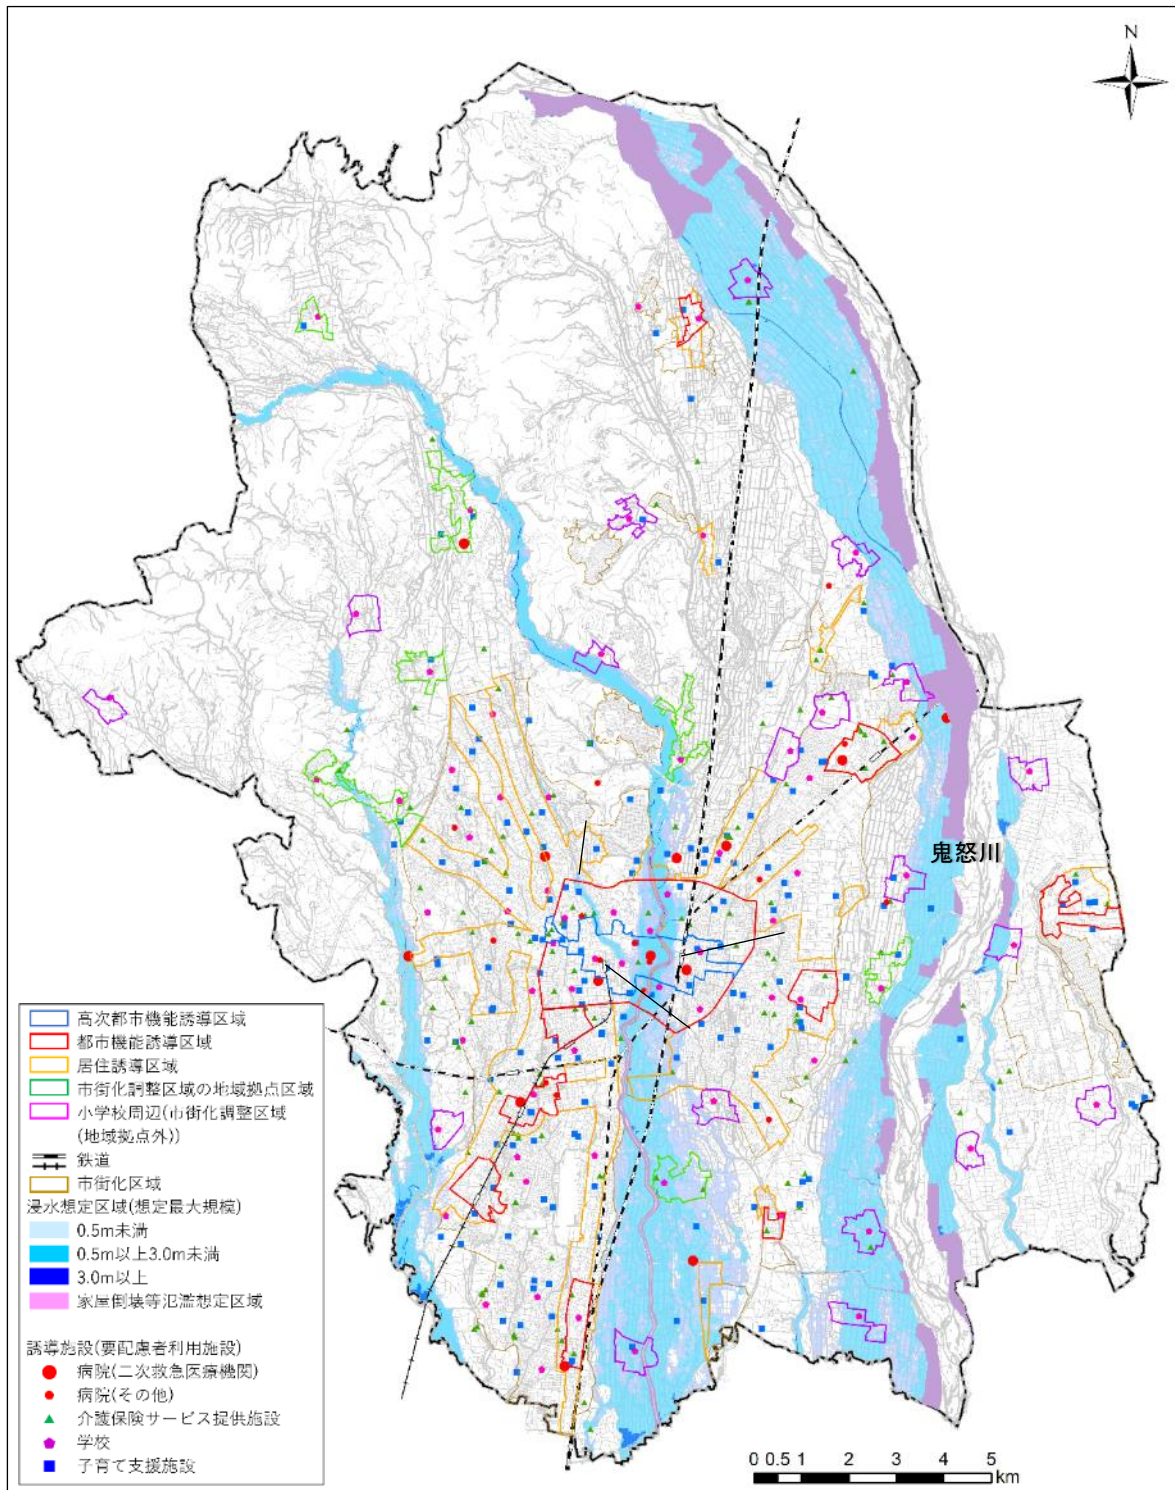 N
鬼怒川
高次都市機能誘導区域
都市機能誘導区域
居住誘導区域
市街化調整区域の地域拠点区域
小学校周辺(市街化調整区域
(地域拠点外))
鉄道
市街化区域
浸水想定区域(想定最大規模)
0.5m未満
0.5m以上3.0m未満
3.0m以上
家屋倒壊等氾濫想定区域
誘導施設(要配慮者利用施設)
病院(二次救急医療機関)
病院(その他)
介護保険サービス提供施設
学校
子育て支援施設
0 0.5 1 2 3 4 5
km